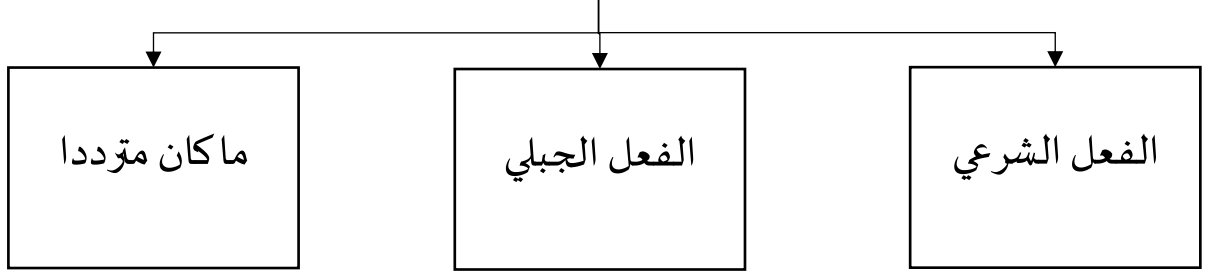 الفعل الشرعي
الفعل الجبلي
ما كان مترددا